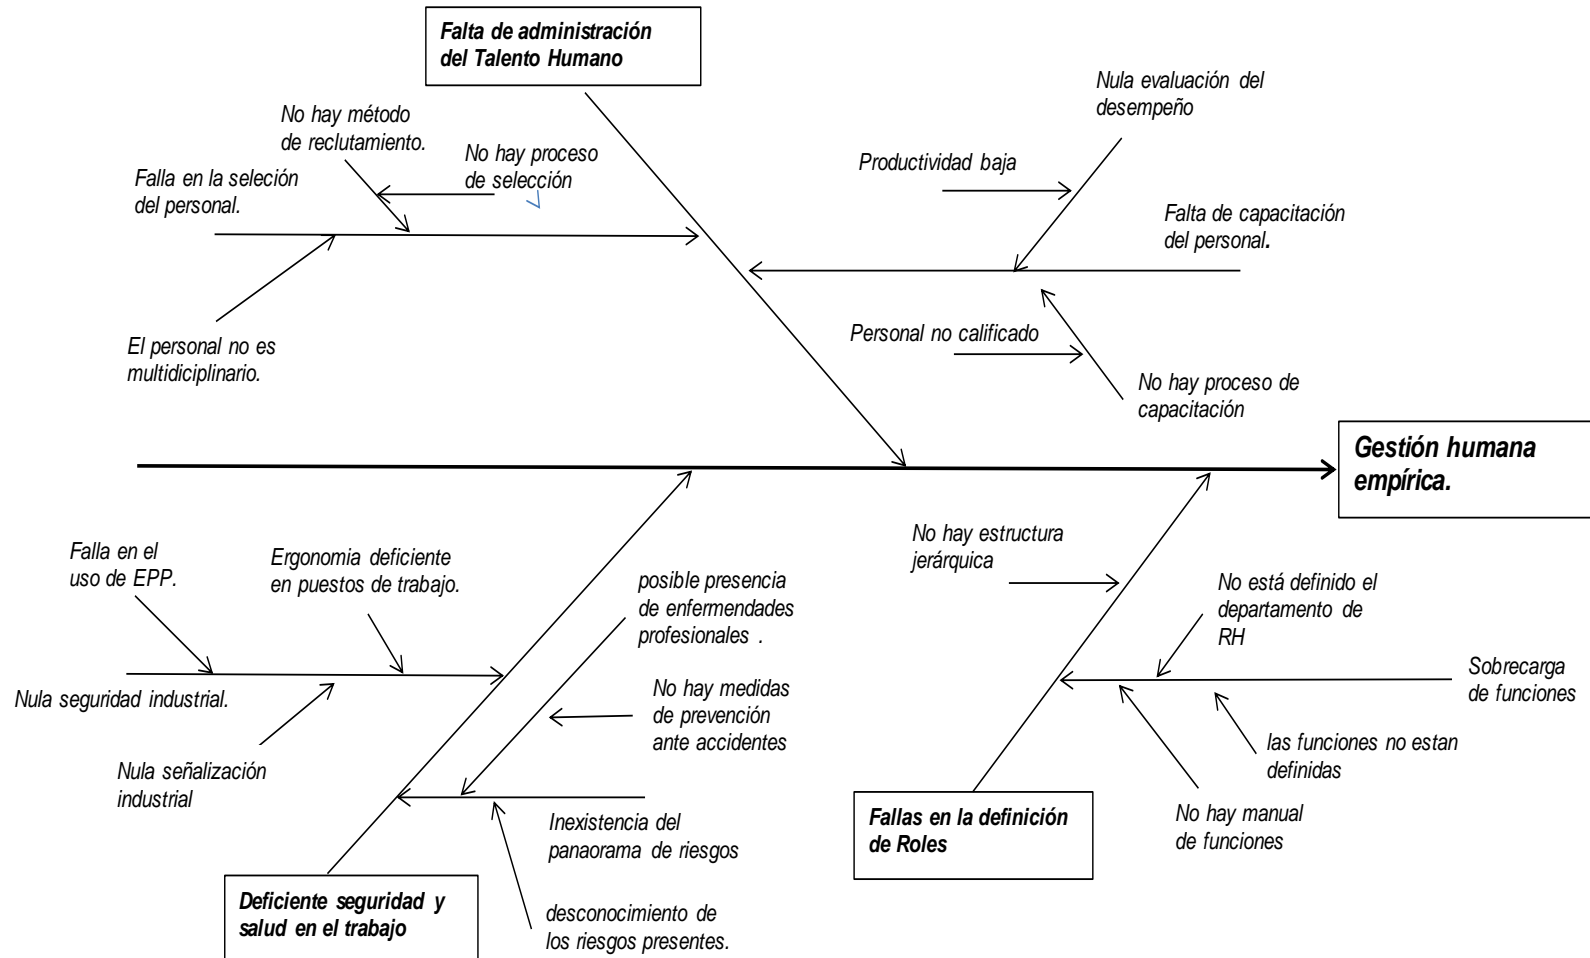 Falta de administración
del Talento Humano
No hay método
de reclutamiento.
No hay proceso
de selección
Falla en la seleción
del personal.
El personal no es
multidiciplinario.
Nula evaluación del
desempeño
Productividad baja
Falta de capacitación
del personal.
Personal no calificado
No hay proceso de
capacitación
Gestión humana
empírica.
Falla en el
uso de EPP.
Ergonomia deficiente
en puestos de trabajo.
Nula seguridad industrial.
Nula señalización
industrial
posible presencia
de enfermendades
profesionales .
No hay medidas
de prevención
ante accidentes
Inexistencia del
panaorama de riesgos
desconocimiento de
los riesgos presentes.
Deficiente seguridad y
salud en el trabajo
No hay estructura
jerárquica
No está definido el
departamento de
RH
Sobrecarga
de funciones
las funciones no estan
definidas
No hay manual
de funciones
Fallas en la definición
de Roles